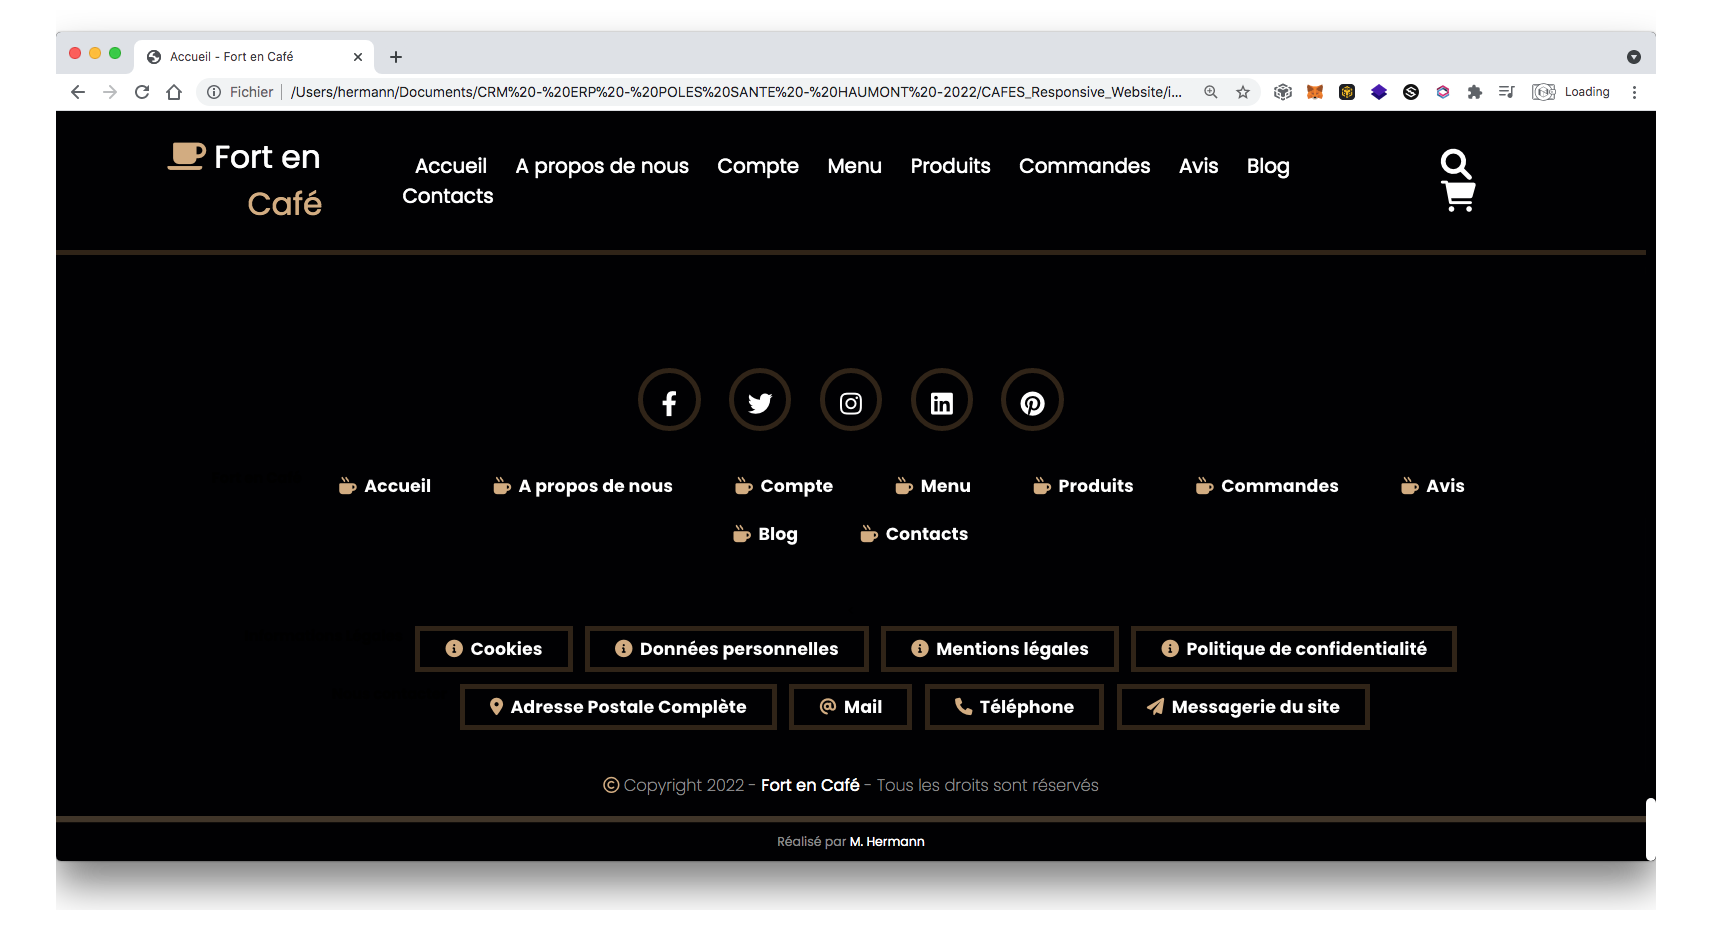 Accueil - Fort en Café
Fichier | /Users/hermann/Documents/CRM%20-%20ERP%20-%20POLES%20SANTE%20-%20HAUMONT%20-2022/CAFES_Responsive_Website/i... Loading
Fort en
Café
Accueil A propos de nous Compte Menu Produits Commandes Avis Blog
Contacts
Accueil A propos de nous Compte Menu Produits Commandes Avis
Blog Contacts
Cookies Données personnelles Mentions légales Politique de confidentialité
Adresse Postale Complète Mail Téléphone Messagerie du site
© Copyright 2022 - Fort en Café - Tous les droits sont réservés
Réalisé par M. Hermann